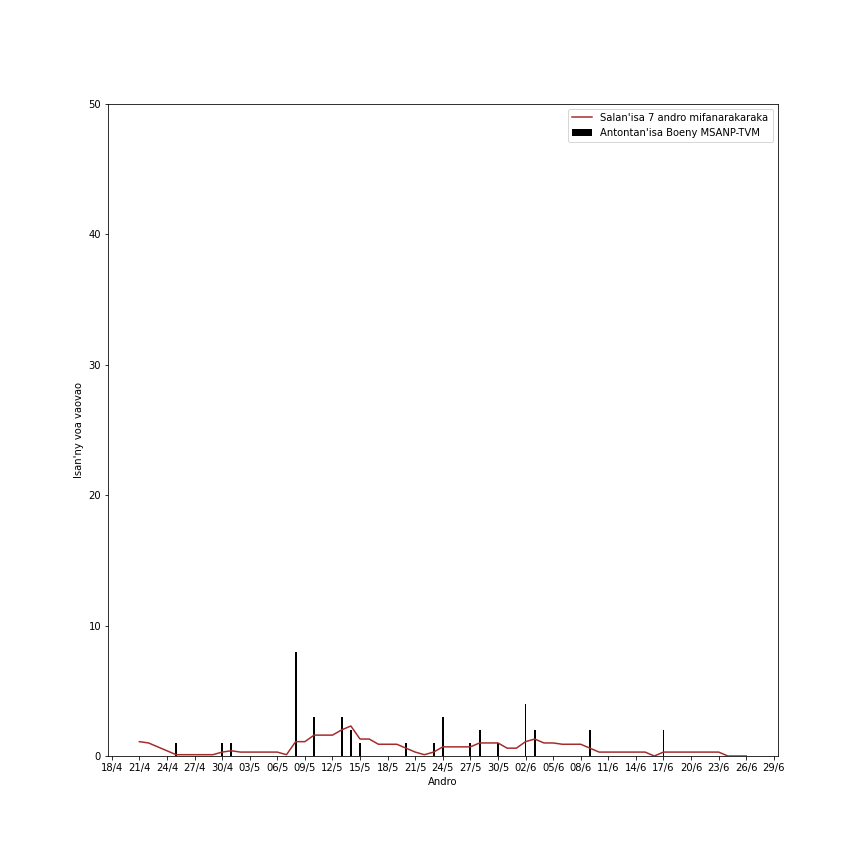 Salan'isa 7 andro mifanarakaraka
Antontan'isa Boeny MSANP-TVM
50
40
30
20
10
0
Isan'ny voa vaovao
18/4 21/4 24/4 27/4 30/4 03/5 06/5 09/5 12/5 15/5 18/5 21/5 24/5 27/5 30/5 02/6 05/6 08/6 11/6 14/6 17/6 20/6 23/6 26/6 29/6
Andro